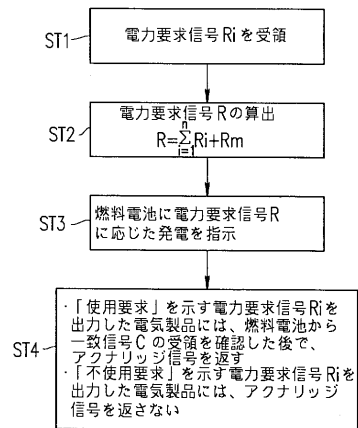 ST1
電力要求信号Riを受領
ST2
電力要求信号Rの算出
R=∑Ri+Rm
n
i=1
ST3
燃料電池に電力要求信号R
に応じた発電を指示
ST4
・「使用要求」を示す電力要求信号Riを
出力した電気製品には、燃料電池から
一致信号Cの受領を確認した後で、
アクナリッジ信号を返す
・「不使用要求」を示す電力要求信号Riを
出力した電気製品には、アクナリッジ
信号を返さない